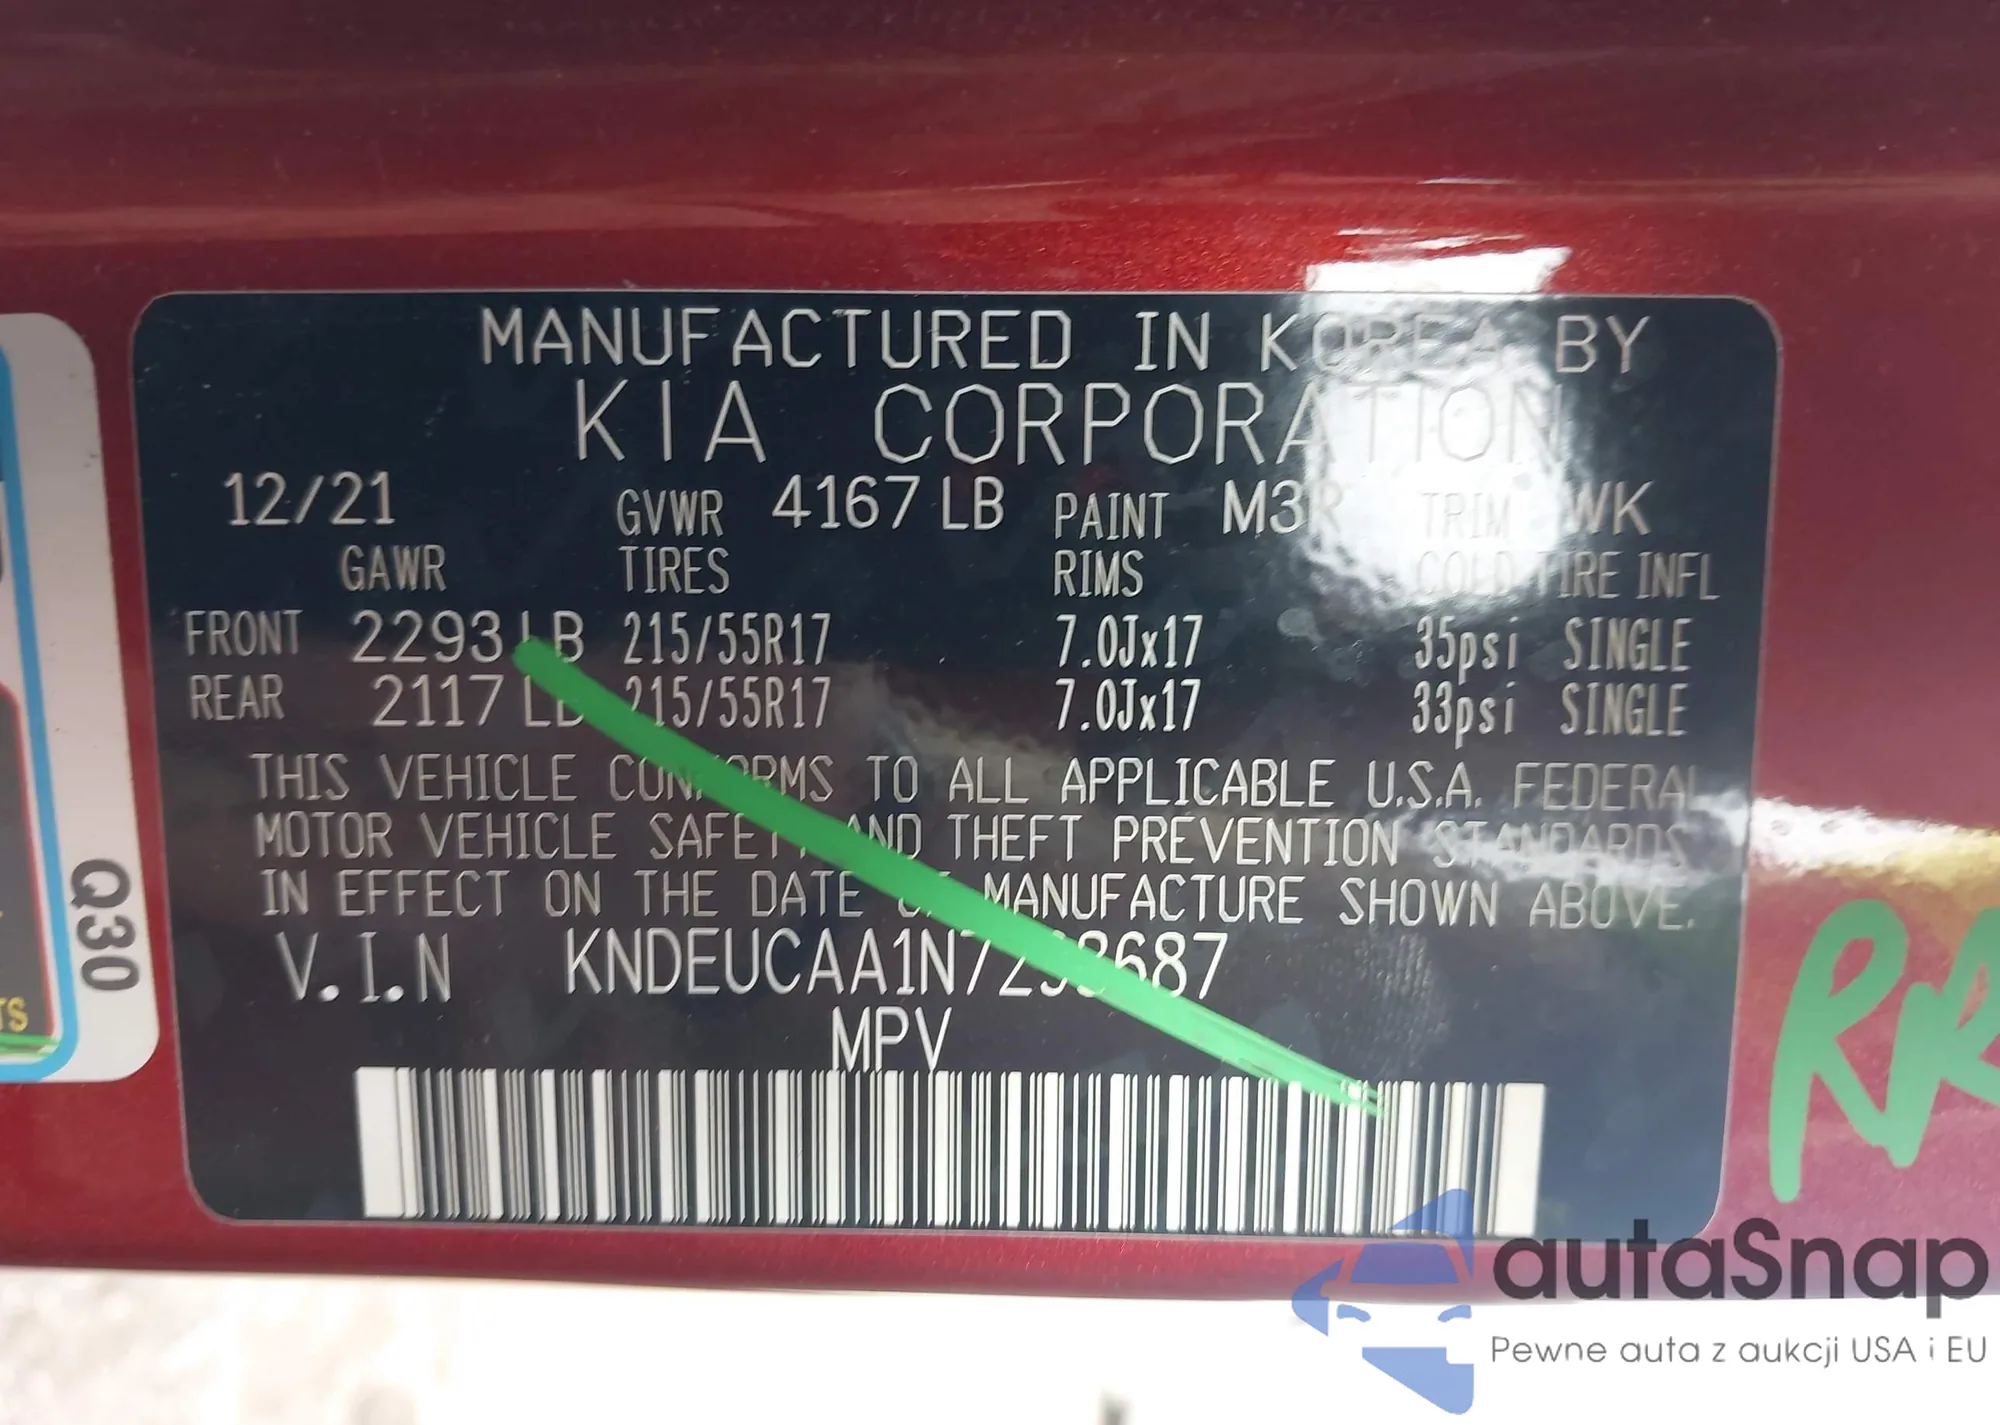 MANUFACTURED IN KOREA BY
KIA CORPORATION
12/21 GVWR 4167 LB PAINT M3R TRIM WK
GAWR TIRES RIMS COLD TIRE INFL
FRONT 2293 LB 215/55R17 7.0Jx17 35psi SINGLE
REAR 2117 LB 215/55R17 7.0Jx17 33psi SINGLE
THIS VEHICLE CONFORMS TO ALL APPLICABLE U.S.A. FEDERAL
MOTOR VEHICLE SAFETY AND THEFT PREVENTION STANDARDS
IN EFFECT ON THE DATE OF MANUFACTURE SHOWN ABOVE.
V.I.N
MPV
Q30
autaSnap
Pewne auta z aukcji USA i EU